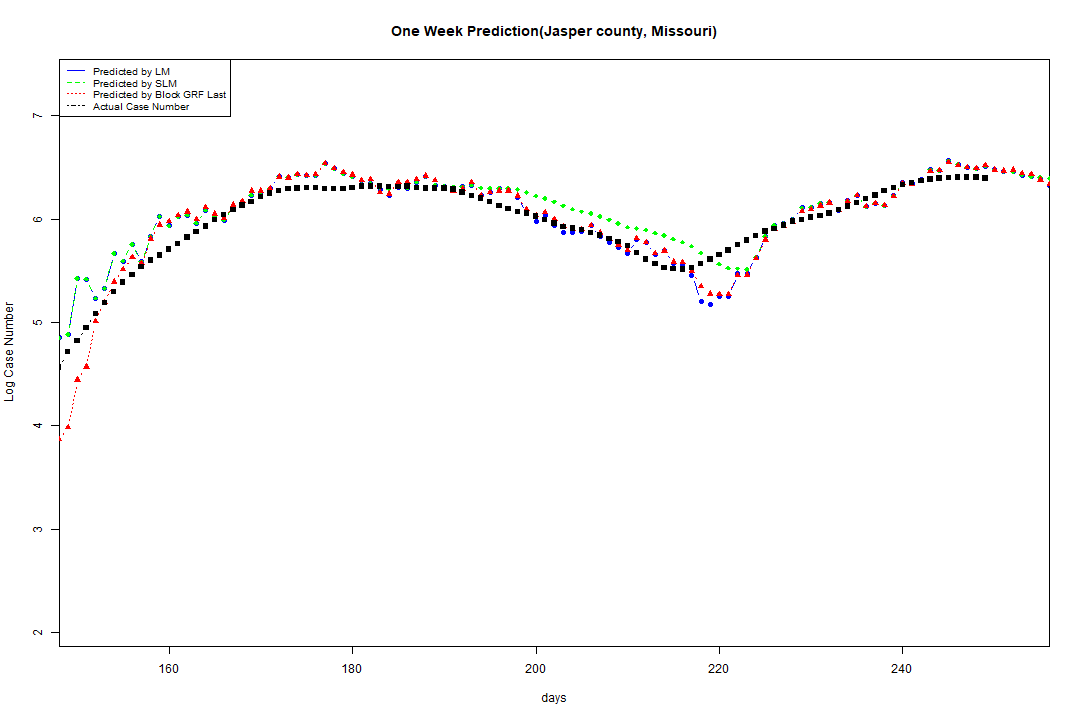 One Week Prediction(Jasper county, Missouri)
Predicted by LM
Predicted by SLM
Predicted by Block GRF Last
Actual Case Number
7
6
5
4
3
2
Log Case Number
160 180 200 220 240
days